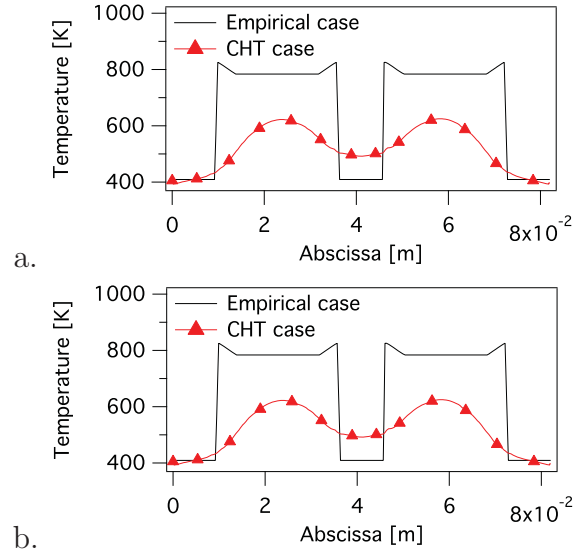 1000
800
600
400
Temperature [K]
Empirical case
CHT case
0
2
4
6
8x10-2
Abscissa [m]
a.
1000
800
600
400
Temperature [K]
Empirical case
CHT case
0
2
4
6
8x10-2
Abscissa [m]
b.